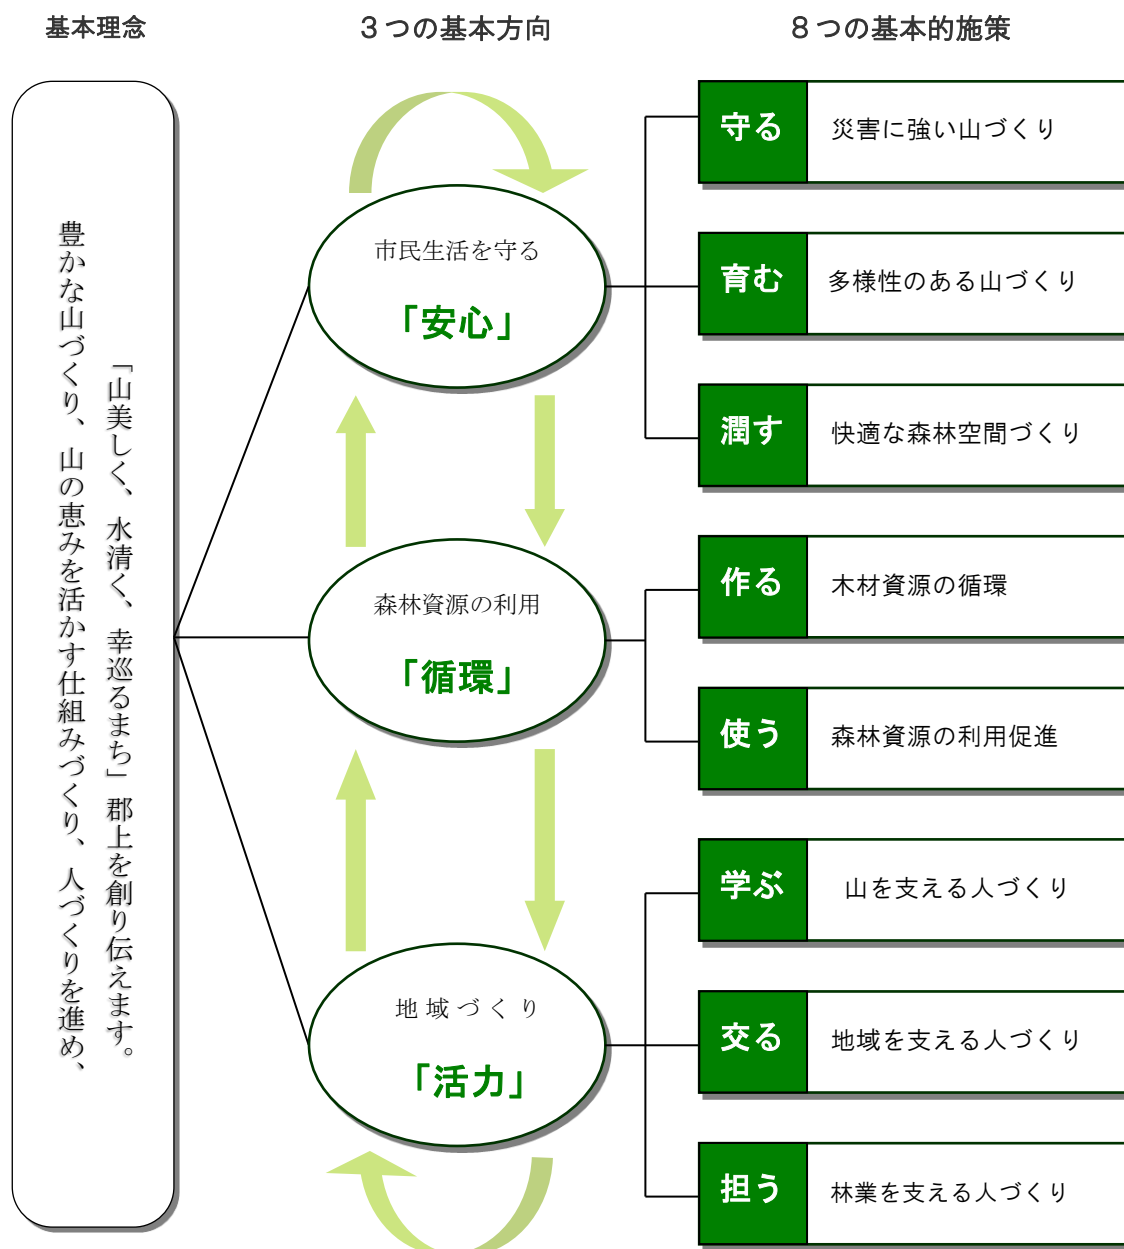 基本理念
3つの基本方向
8つの基本的施策
豊かな山づくり、山の恵みを活かす仕組みづくり、人づくりを進め、
「山美しく、水清く、幸巡るまち」郡上を創り伝えます。
市民生活を守る
「安心」
守る
災害に強い山づくり
育む
多様性のある山づくり
潤す
快適な森林空間づくり
森林資源の利用
「循環」
作る
木材資源の循環
使う
森林資源の利用促進
地域づくり
「活力」
学ぶ
山を支える人づくり
交る
地域を支える人づくり
担う
林業を支える人づくり